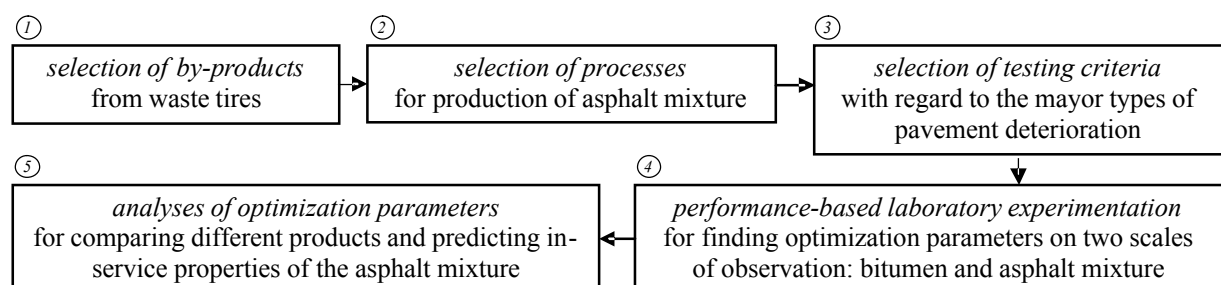 1
selection of by-products
from waste tires
2
selection of processes
for production of asphalt mixture
3
selection of testing criteria
with regard to the mayor types of
pavement deterioration
4
performance-based laboratory experimentation
for finding optimization parameters on two scales
of observation: bitumen and asphalt mixture
5
analyses of optimization parameters
for comparing different products and predicting in-
service properties of the asphalt mixture